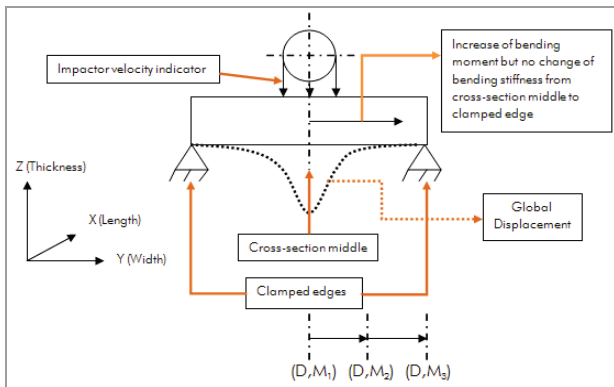 Impactor velocity indicator
Increase of bending
moment but no change of
bending stiffness from
cross-section middle to
clamped edge
Z (Thickness)
X (Length)
Y (Width)
Global
Displacement
Cross-section middle
Clamped edges
(D,M₁)
(D,M₂)
(D,M₃)